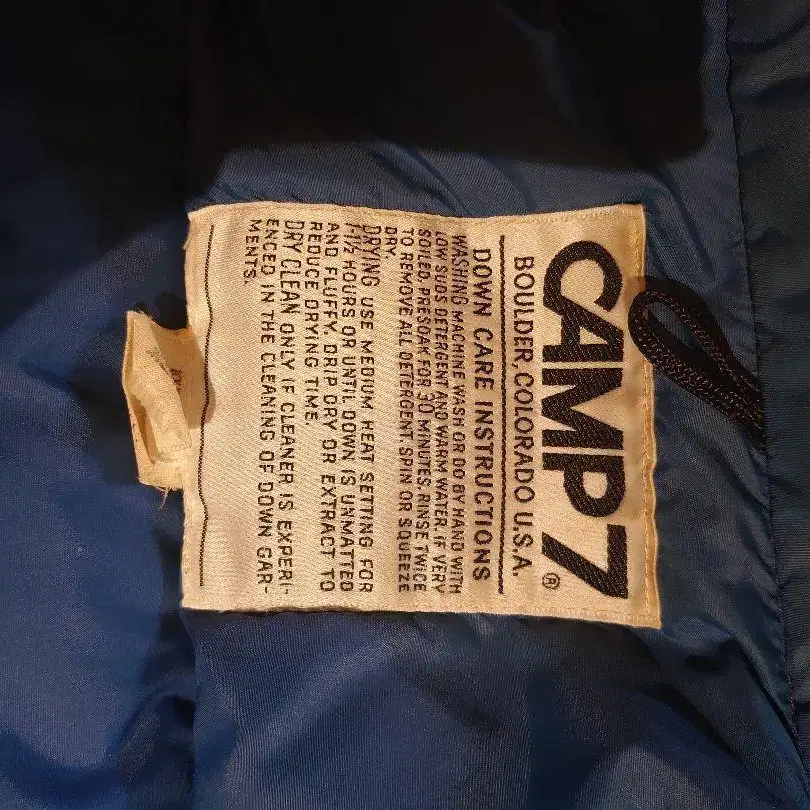 CAMP 7®
BOULDER, COLORADO U.S.A.
DOWN CARE INSTRUCTIONS
WASHING MACHINE WASH OR DO BY HAND WITH
LOW SUDS DETERGENT AND WARM WATER. IF VERY
SOILED, PRESOAK FOR 30 MINUTES. RINSE TWICE
TO REMOVE ALL DETERGENT. SPIN OR SQUEEZE
DRY.
DRYING USE MEDIUM HEAT SETTING FOR
1-1½ HOURS OR UNTIL DOWN IS UNMATTED
AND FLUFFY. DRIP DRY OR EXTRACT TO
REDUCE DRYING TIME.
DRY CLEAN ONLY IF CLEANER IS EXPERI-
ENCED IN THE CLEANING OF DOWN GAR-
MENTS.